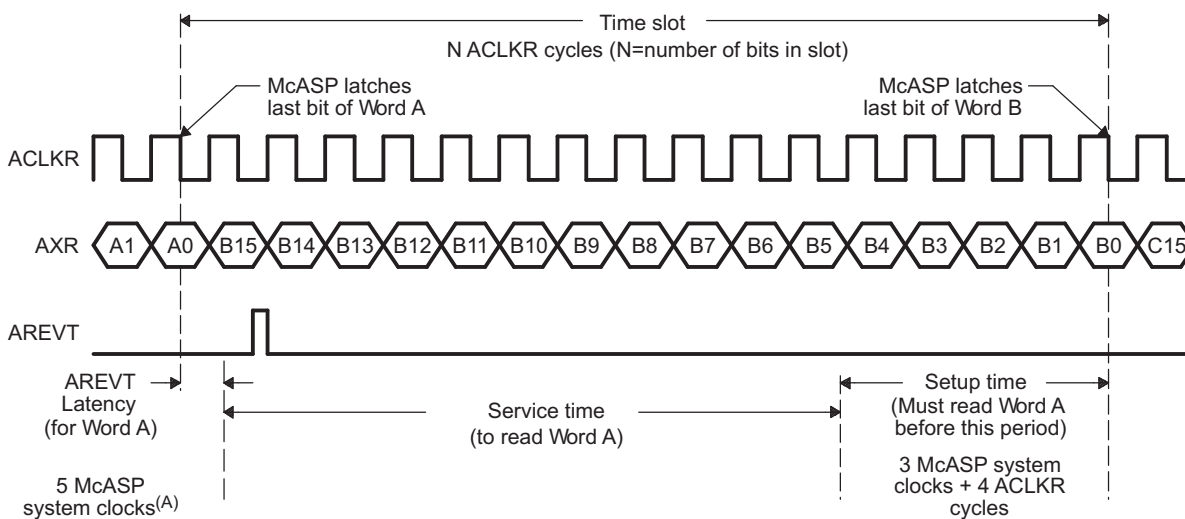 Time slot
N ACLKR cycles (N=number of bits in slot)
McASP latches
last bit of Word A
McASP latches
last bit of Word B
ACLKR
AXR
A1 A0 B15 B14 B13 B12 B11 B10 B9 B8 B7 B6 B5 B4 B3 B2 B1 B0 C15
AREVT
AREVT
Latency
(for Word A)
Service time
(to read Word A)
Setup time
(Must read Word A
before this period)
5 McASP
system clocks(A)
3 McASP system
clocks + 4 ACLKR
cycles